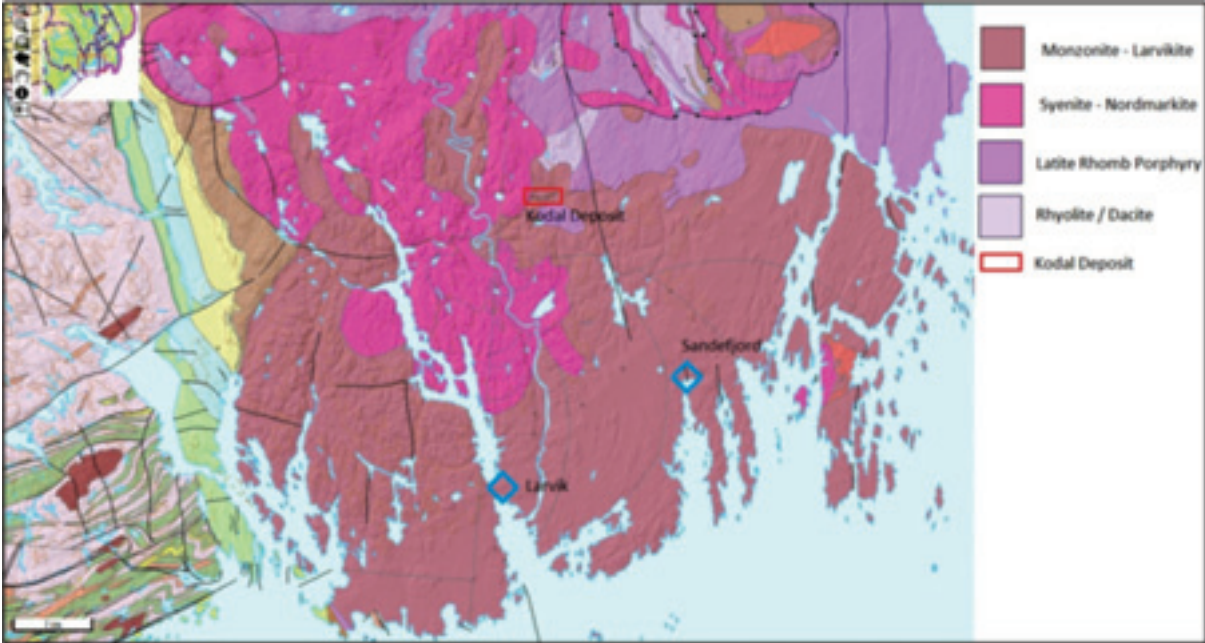 Monzonite - Larvikite
Syenite - Nordmarkite
Latite Rhomb Porphyry
Rhyolite / Dacite
Kodal Deposit
Kodal Deposit
Sandefjord
Larvik